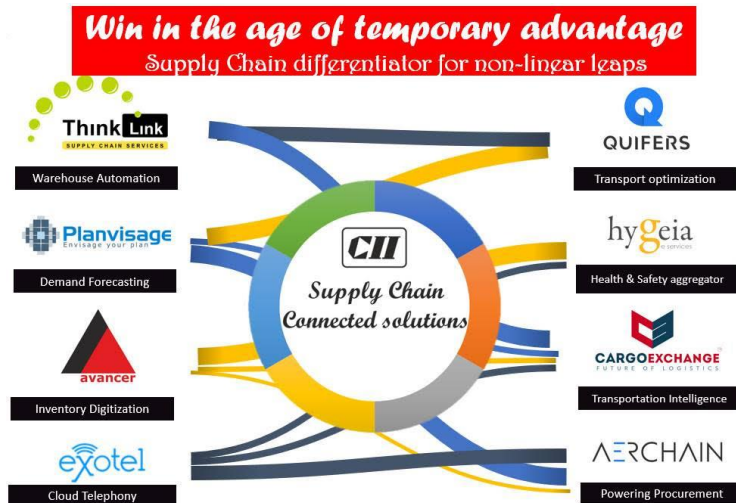 Win in the age of temporary advantage
Supply Chain differentiator for non-linear leaps
Think Link
SUPPLY CHAIN SERVICES
Warehouse Automation
Planvisage
Envisage your plan
Demand Forecasting
avancer
Inventory Digitization
exotel
Cloud Telephony
CII
Supply Chain
Connected solutions
QUIFERS
Transport optimization
hygeia
e services
Health & Safety aggregator
CARGOEXCHANGE
FUTURE OF LOGISTICS
Transportation Intelligence
AERCHAIN
Powering Procurement